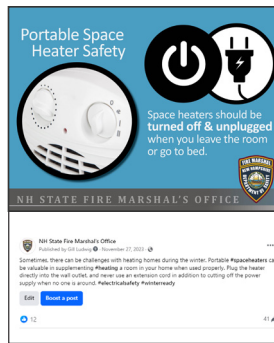 Portable Space
Heater Safety
Space heaters should be
turned off & unplugged
when you leave the room
or go to bed.
NH STATE FIRE MARSHAL'S OFFICE
FIRE MARSHAL
NEW HAMPSHIRE
NH State Fire Marshal's Office
Published by Gill Ludwig · November 27, 2023 ·
Sometimes, there can be challenges with heating homes during the winter. Portable #spaceheaters ca
be valuable in supplementing #heating a room in your home when used properly. Plug the heater
directly into the wall outlet, and never use an extension cord in addition to cutting off the power
supply when no one is around. #electricalsafety #winterready
Edit
Boost a post
12
41